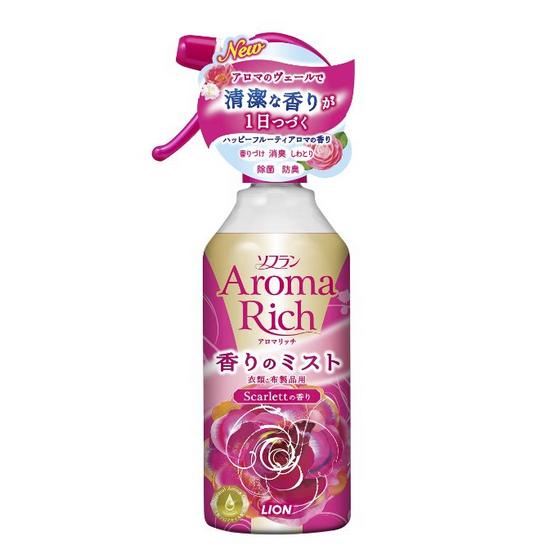 New
アロマのヴェールで
清潔な香りが
1日つづく
ハッピーフルーティアロマの香り
香りづけ 消臭 しわとり
除菌 防臭
ソフラン
Aroma
Rich
アロマリッチ
香りのミスト
衣類・布製品用
Scarlettの香り
LION